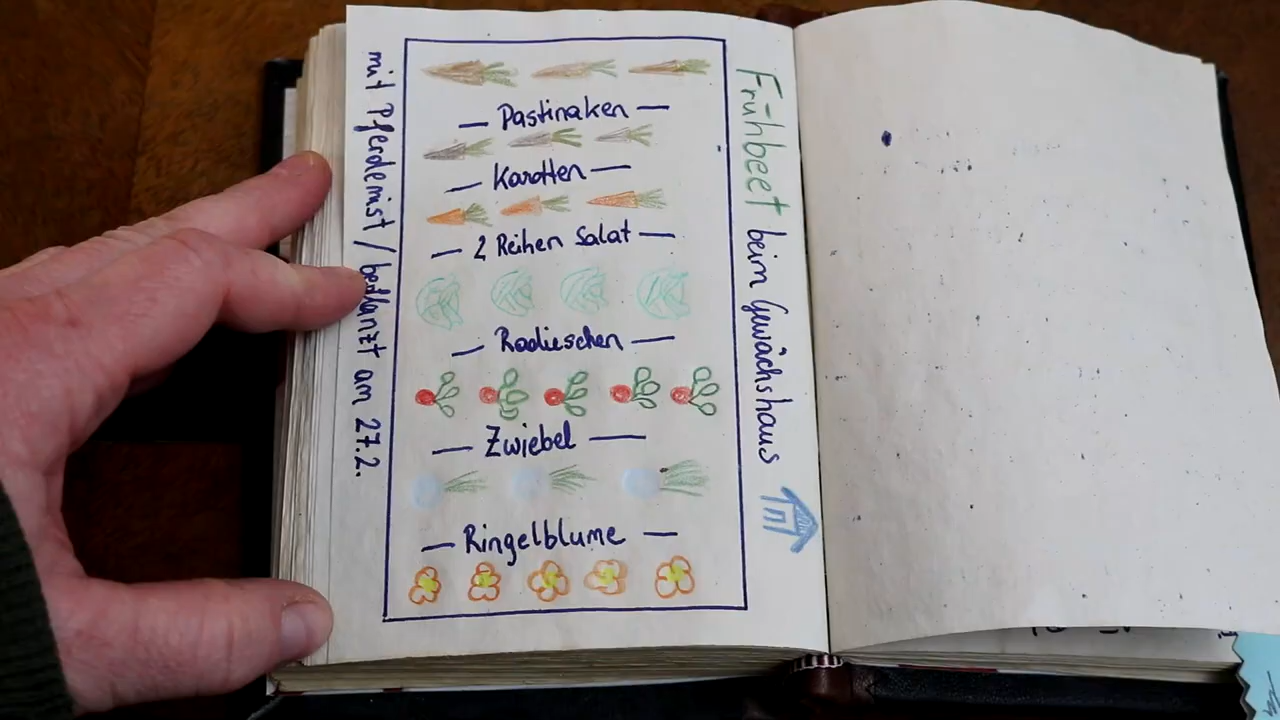 Frühbeet beim Gewächshaus
— Pastinaken —
— Karotten —
— 2 Reihen Salat —
— Radieschen —
— Zwiebel —
— Ringelblume —
mit Pferdemist / bepflanzt am 27.2.